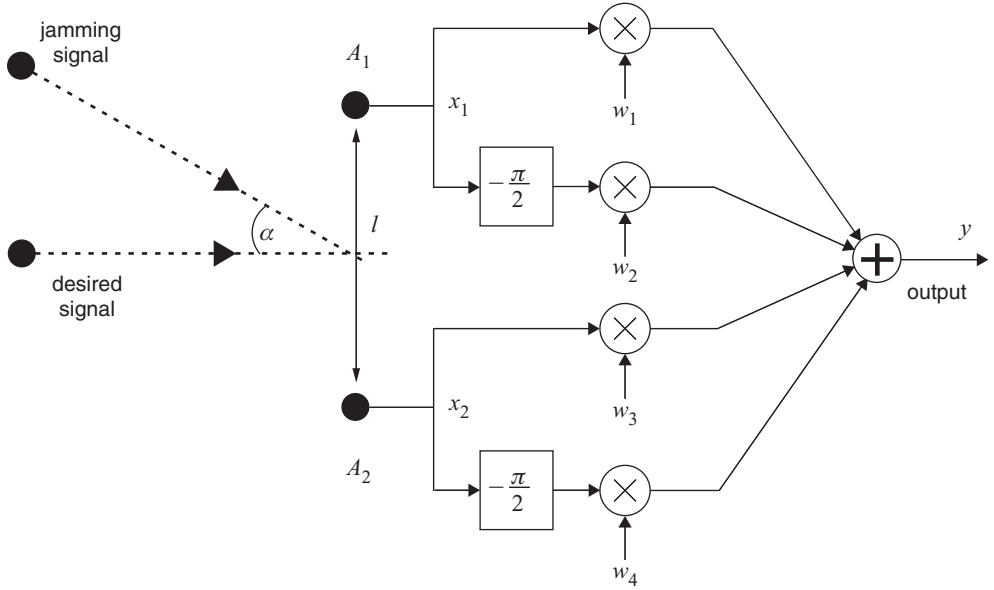 jamming
signal
A₁
x₁
w₁
−π/2
w₂
α
l
desired
signal
y
output
x₂
w₃
A₂
−π/2
w₄